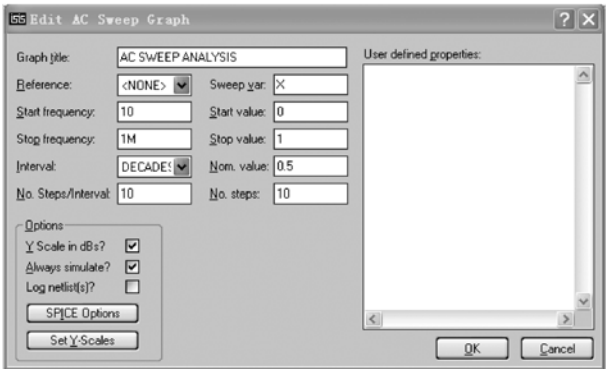 ISIS Edit AC Sweep Graph
Graph title: AC SWEEP ANALYSIS
User defined properties:
Reference: <NONE> Sweep var: X
Start frequency: 10 Start value: 0
Stop frequency: 1M Stop value: 1
Interval: DECADES Nom. value: 0.5
No. Steps/Interval: 10 No. steps: 10
Options
Y Scale in dBs?
Always simulate?
Log netlist(s)?
SPICE Options
Set Y-Scales
OK Cancel